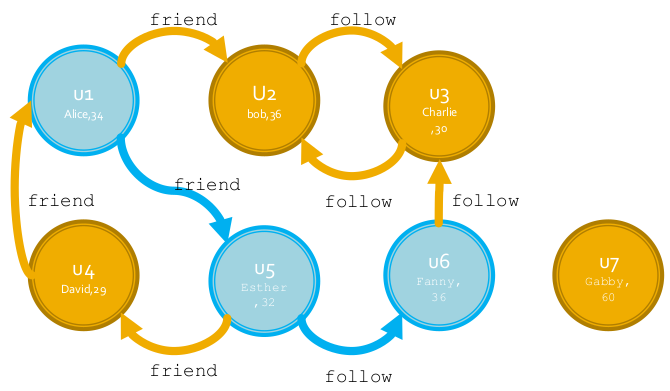 friend
follow
u1
Alice,34
U2
bob,36
u3
Charlie
,30
friend
friend
follow
follow
u4
David,29
u5
Esther
,32
u6
Fanny,
36
u7
Gabby,
60
friend
follow